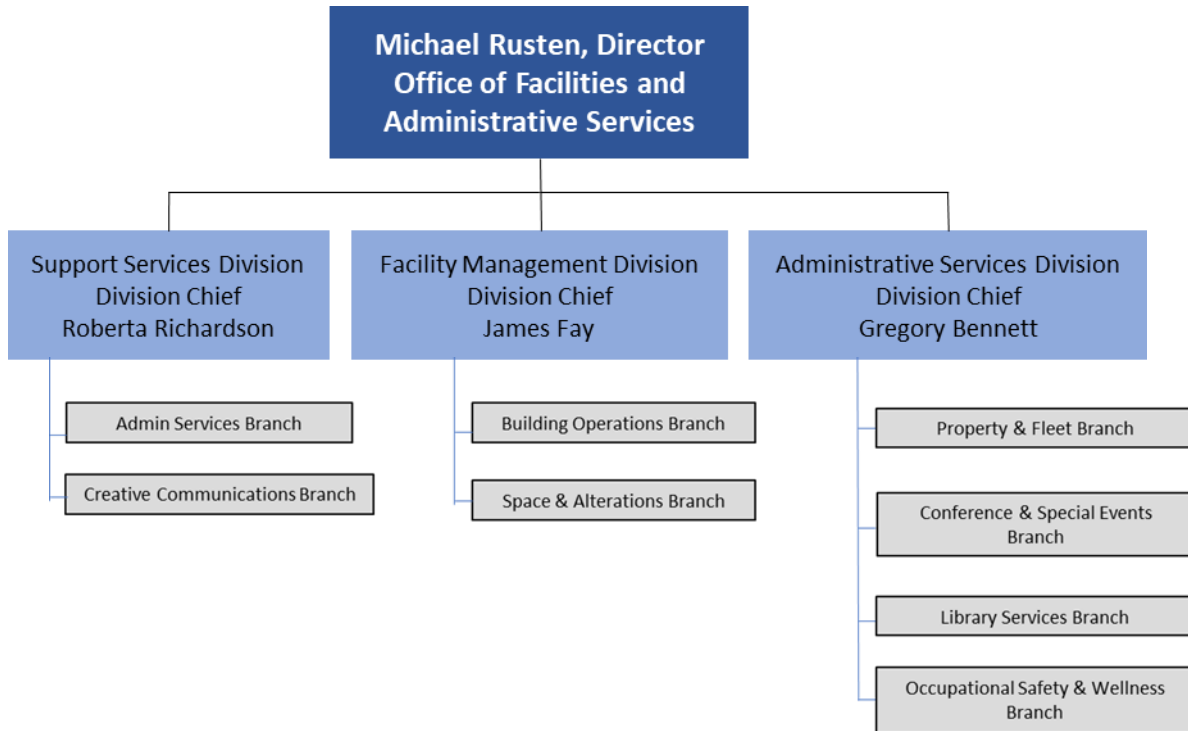 Michael Rusten, Director
Office of Facilities and
Administrative Services
Support Services Division
Division Chief
Roberta Richardson
Facility Management Division
Division Chief
James Fay
Administrative Services Division
Division Chief
Gregory Bennett
Admin Services Branch
Creative Communications Branch
Building Operations Branch
Space & Alterations Branch
Property & Fleet Branch
Conference & Special Events
Branch
Library Services Branch
Occupational Safety & Wellness
Branch